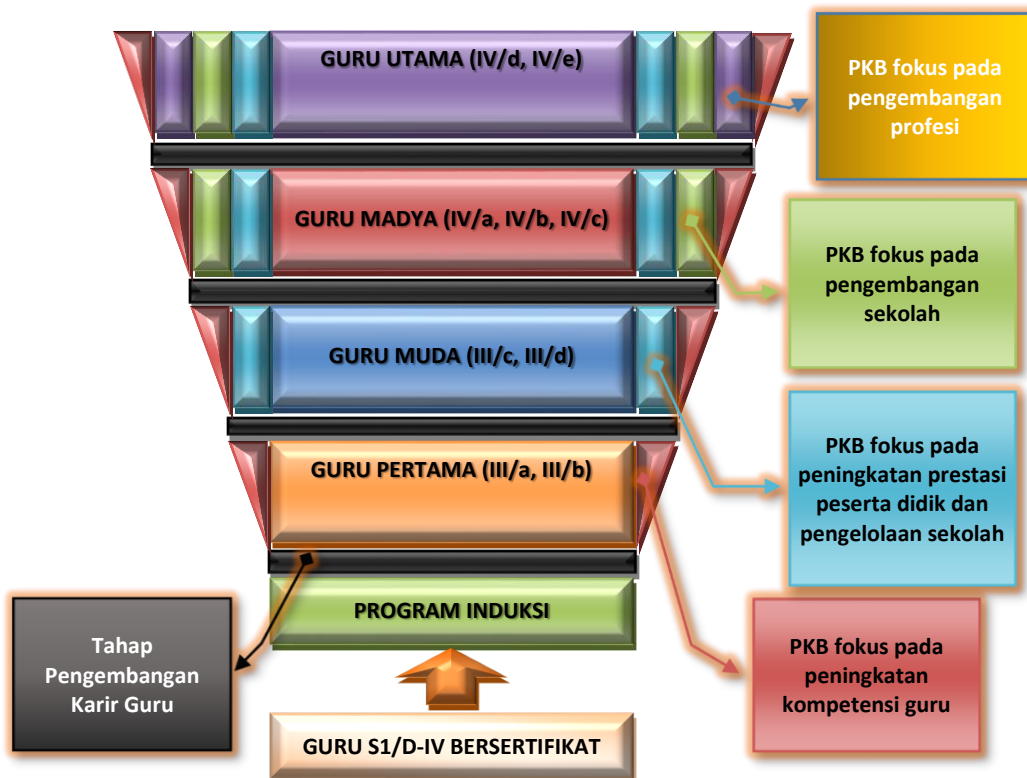 GURU UTAMA (IV/d, IV/e)
PKB fokus pada
pengembangan
profesi
GURU MADYA (IV/a, IV/b, IV/c)
PKB fokus pada
pengembangan
sekolah
GURU MUDA (III/c, III/d)
PKB fokus pada
peningkatan prestasi
peserta didik dan
pengelolaan sekolah
GURU PERTAMA (III/a, III/b)
PROGRAM INDUKSI
Tahap
Pengembangan
Karir Guru
PKB fokus pada
peningkatan
kompetensi guru
GURU S1/D-IV BERSERTIFIKAT